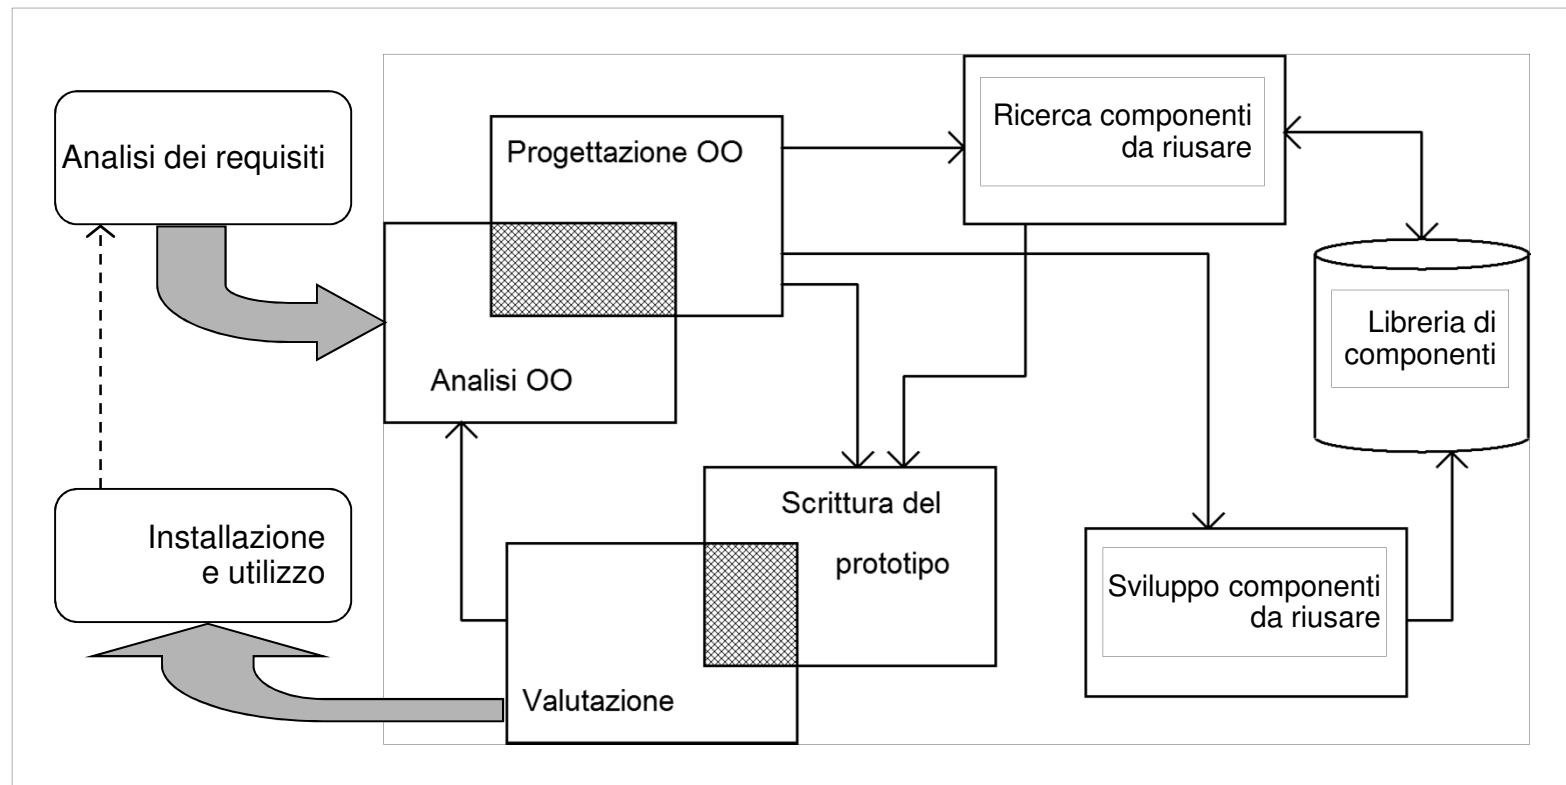 Analisi dei requisiti
Progettazione OO
Ricerca componenti
da riusare
Analisi OO
Libreria di
componenti
Installazione
e utilizzo
Scrittura del
prototipo
Sviluppo componenti
da riusare
Valutazione